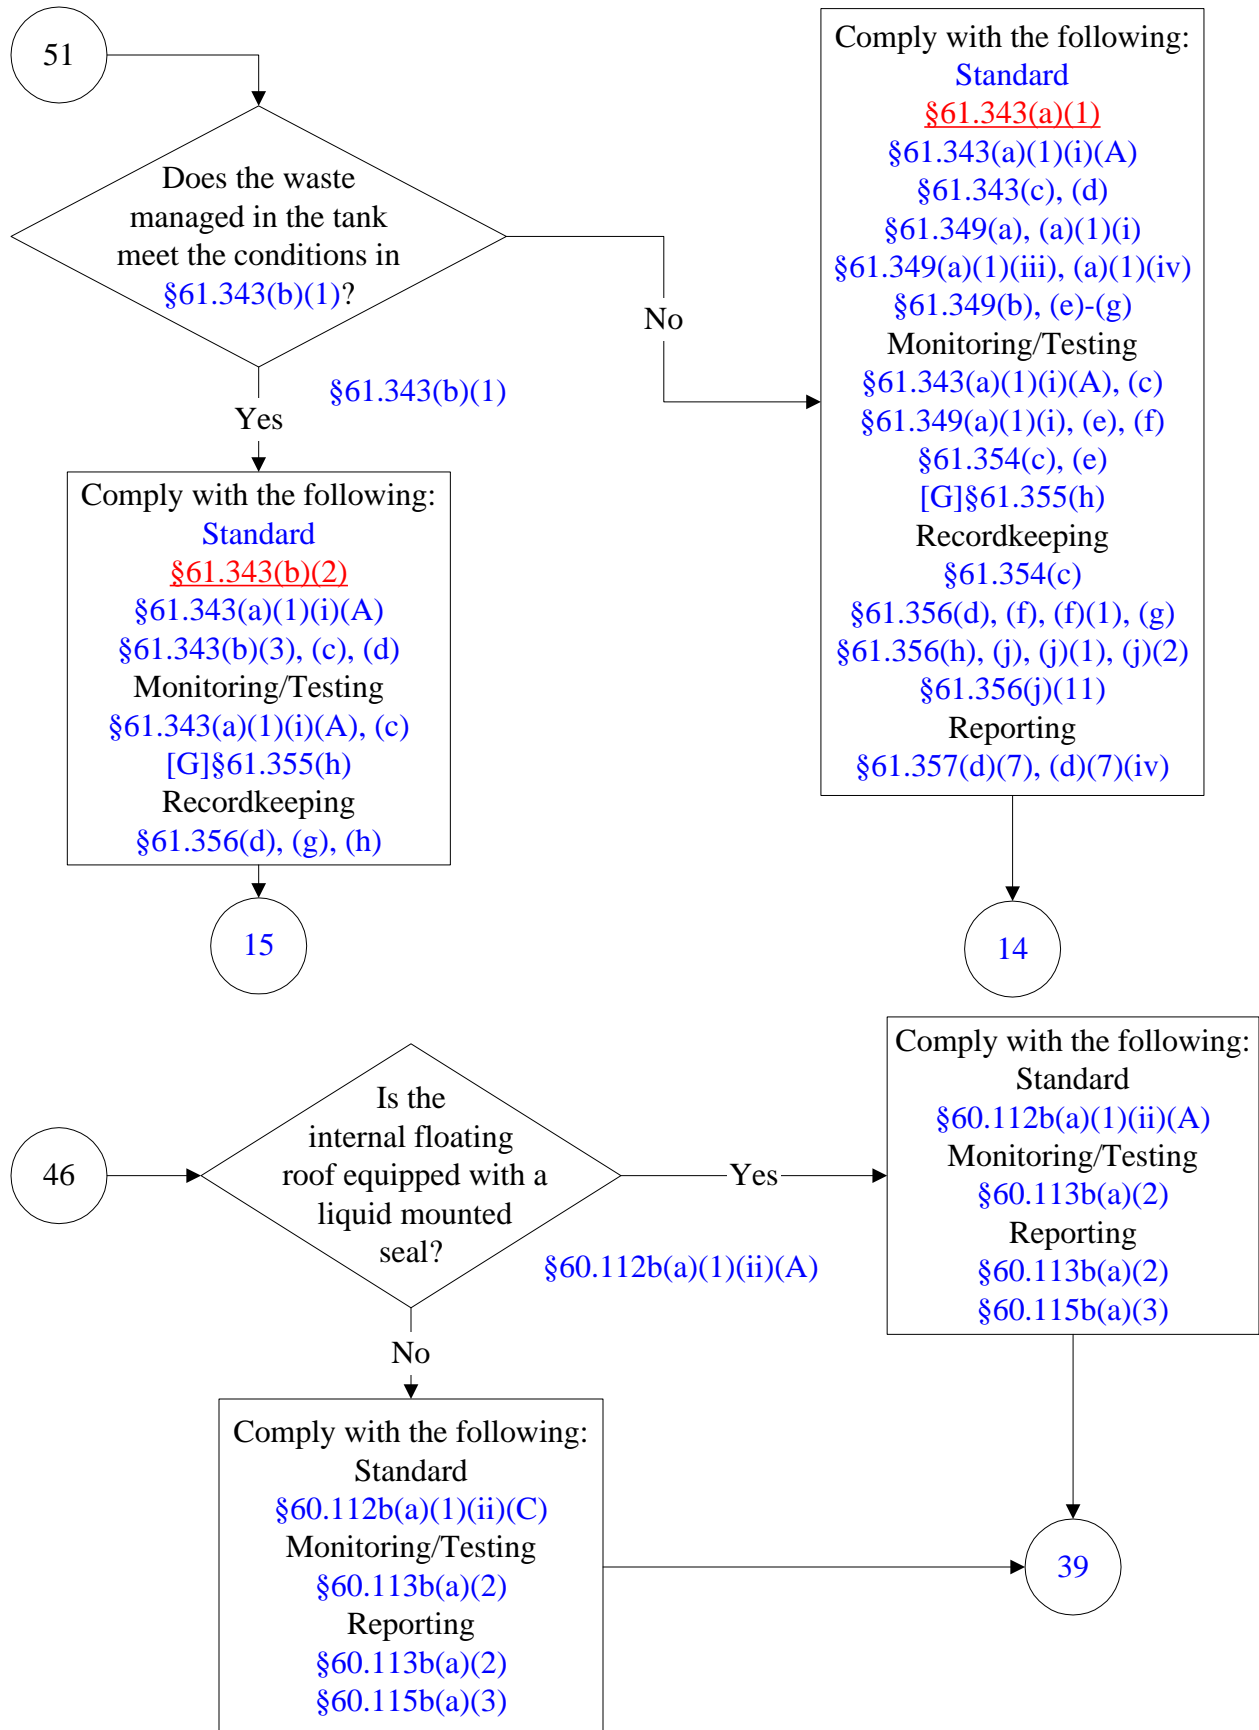 51
Does the waste
managed in the tank
meet the conditions in
§61.343(b)(1)?
No
§61.343(b)(1)
Yes
Comply with the following:
Standard
§61.343(b)(2)
§61.343(a)(1)(i)(A)
§61.343(b)(3), (c), (d)
Monitoring/Testing
§61.343(a)(1)(i)(A), (c)
[G]§61.355(h)
Recordkeeping
§61.356(d), (g), (h)
15
Comply with the following:
Standard
§61.343(a)(1)
§61.343(a)(1)(i)(A)
§61.343(c), (d)
§61.349(a), (a)(1)(i)
§61.349(a)(1)(iii), (a)(1)(iv)
§61.349(b), (e)-(g)
Monitoring/Testing
§61.343(a)(1)(i)(A), (c)
§61.349(a)(1)(i), (e), (f)
§61.354(c), (e)
[G]§61.355(h)
Recordkeeping
§61.354(c)
§61.356(d), (f), (f)(1), (g)
§61.356(h), (j), (j)(1), (j)(2)
§61.356(j)(11)
Reporting
§61.357(d)(7), (d)(7)(iv)
14
46
Is the
internal floating
roof equipped with a
liquid mounted
seal?
Yes
§60.112b(a)(1)(ii)(A)
No
Comply with the following:
Standard
§60.112b(a)(1)(ii)(A)
Monitoring/Testing
§60.113b(a)(2)
Reporting
§60.113b(a)(2)
§60.115b(a)(3)
Comply with the following:
Standard
§60.112b(a)(1)(ii)(C)
Monitoring/Testing
§60.113b(a)(2)
Reporting
§60.113b(a)(2)
§60.115b(a)(3)
39